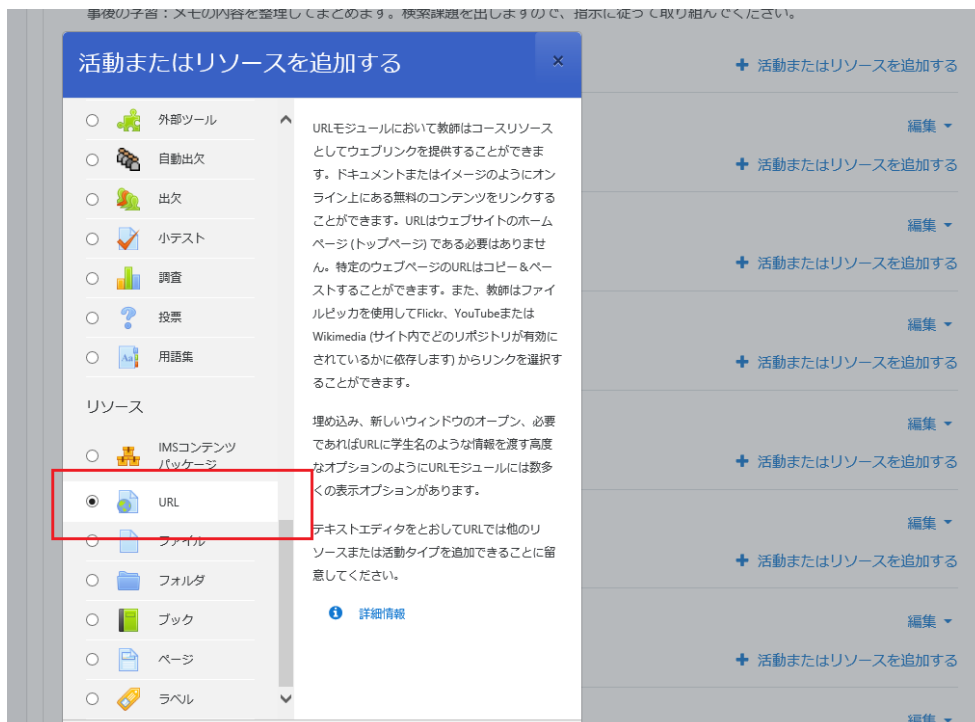 事後の学習：メモの内容を整理してまとめます。検索課題を出しますので、指示に従って取り組んでください。
活動またはリソースを追加する
×
外部ツール
自動出欠
出欠
小テスト
調査
投票
用語集
リソース
IMSコンテンツ
パッケージ
URL
ファイル
フォルダ
ブック
ページ
ラベル
URLモジュールにおいて教師はコースリソース
としてウェブリンクを提供することができま
す。ドキュメントまたはイメージのようにオン
ライン上にある無料のコンテンツをリンクする
ことができます。URLはウェブサイトのホーム
ページ (トップページ) である必要はありませ
ん。特定のウェブページのURLはコピー＆ペー
ストすることができます。また、教師はファイ
ルピッカを使用してFlickr、YouTubeまたは
Wikimedia (サイト内でどのリポジトリが有効に
されているかに依存します) からリンクを選択す
ることができます。
埋め込み、新しいウィンドウのオープン、必要
であればURLに学生名のような情報を渡す高度
なオプションのようにURLモジュールには数多
くの表示オプションがあります。
テキストエディタをとおしてURLでは他のリ
ソースまたは活動タイプを追加できることに留
意してください。
詳細情報
活動またはリソースを追加する
編集
活動またはリソースを追加する
編集
活動またはリソースを追加する
編集
活動またはリソースを追加する
編集
活動またはリソースを追加する
編集
活動またはリソースを追加する
編集
活動またはリソースを追加する
編集